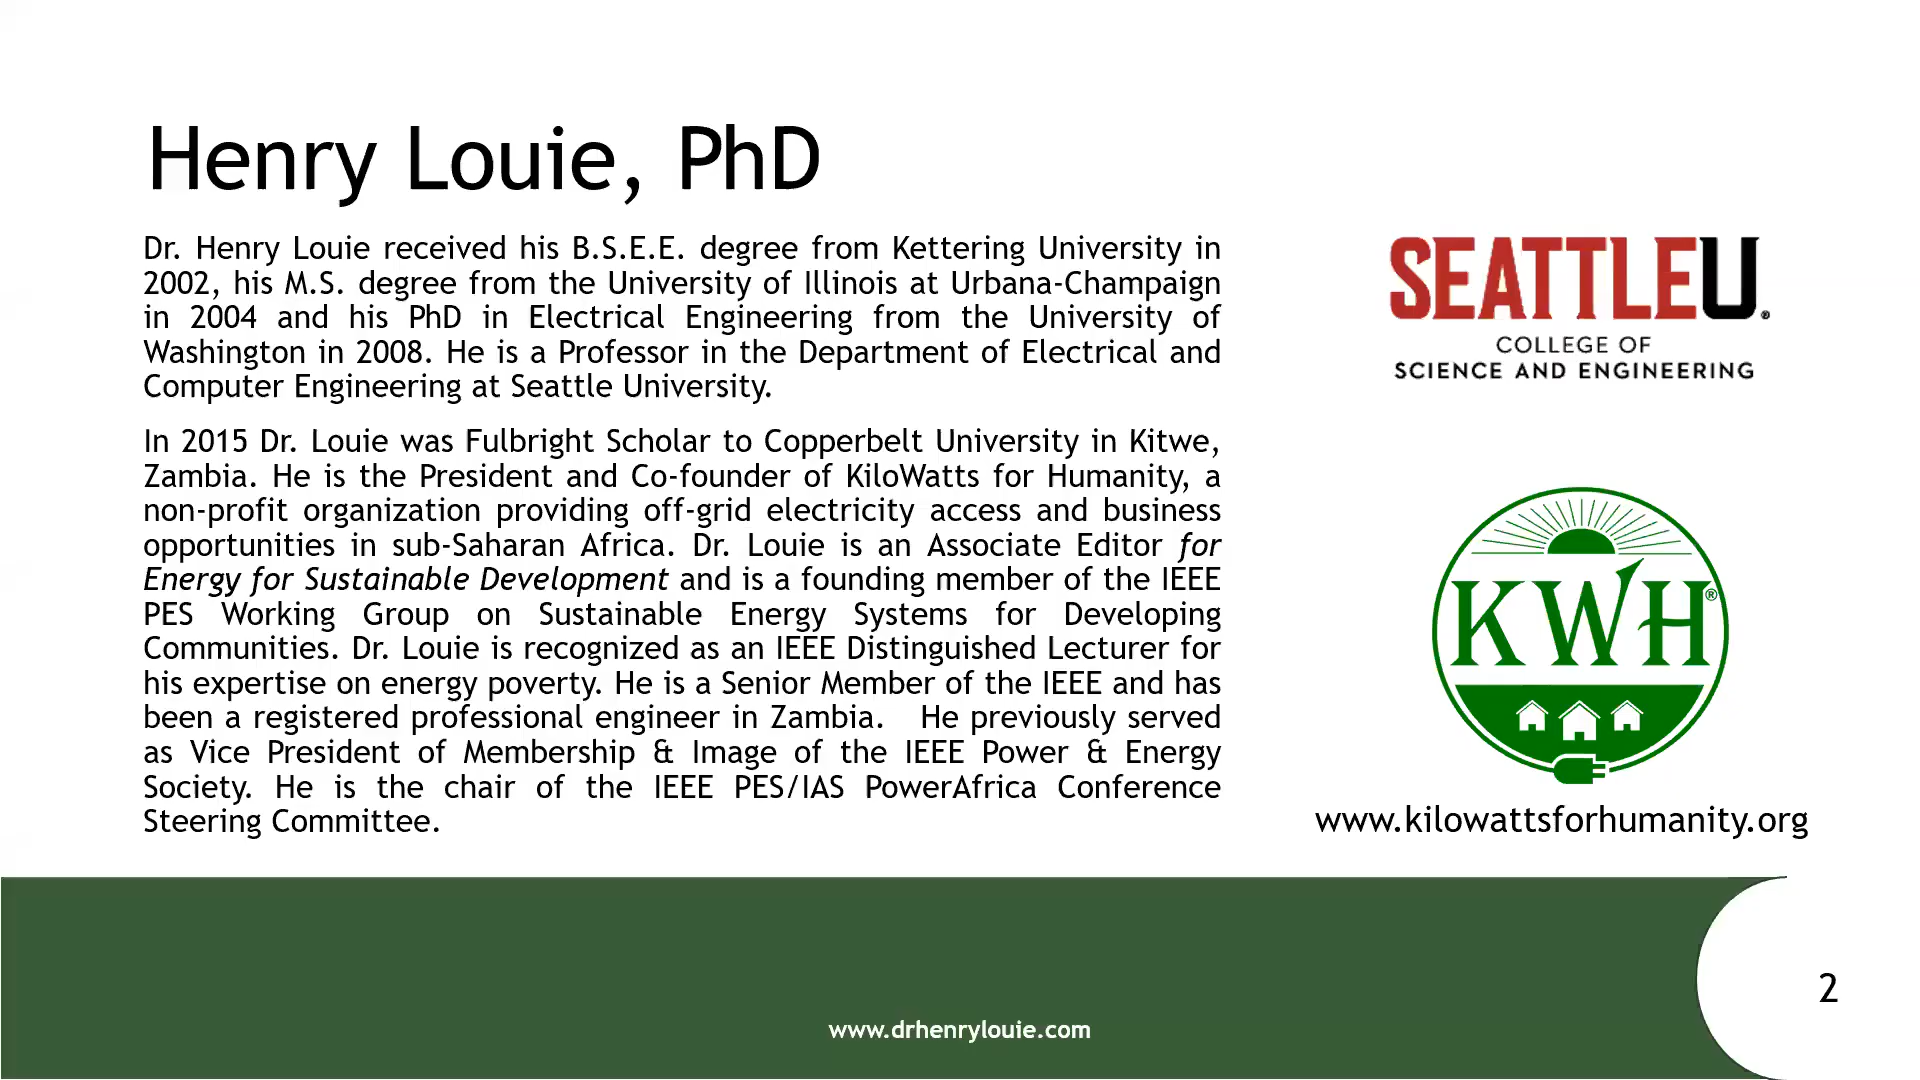 Henry Louie, PhD
Dr. Henry Louie received his B.S.E.E. degree from Kettering University in
2002, his M.S. degree from the University of Illinois at Urbana-Champaign
in 2004 and his PhD in Electrical Engineering from the University of
Washington in 2008. He is a Professor in the Department of Electrical and
Computer Engineering at Seattle University.
In 2015 Dr. Louie was Fulbright Scholar to Copperbelt University in Kitwe,
Zambia. He is the President and Co-founder of KiloWatts for Humanity, a
non-profit organization providing off-grid electricity access and business
opportunities in sub-Saharan Africa. Dr. Louie is an Associate Editor for
Energy for Sustainable Development and is a founding member of the IEEE
PES Working Group on Sustainable Energy Systems for Developing
Communities. Dr. Louie is recognized as an IEEE Distinguished Lecturer for
his expertise on energy poverty. He is a Senior Member of the IEEE and has
been a registered professional engineer in Zambia. He previously served
as Vice President of Membership & Image of the IEEE Power & Energy
Society. He is the chair of the IEEE PES/IAS PowerAfrica Conference
Steering Committee.
SEATTLEU®
COLLEGE OF
SCIENCE AND ENGINEERING
KWH®
www.kilowattsforhumanity.org
2
www.drhenrylouie.com